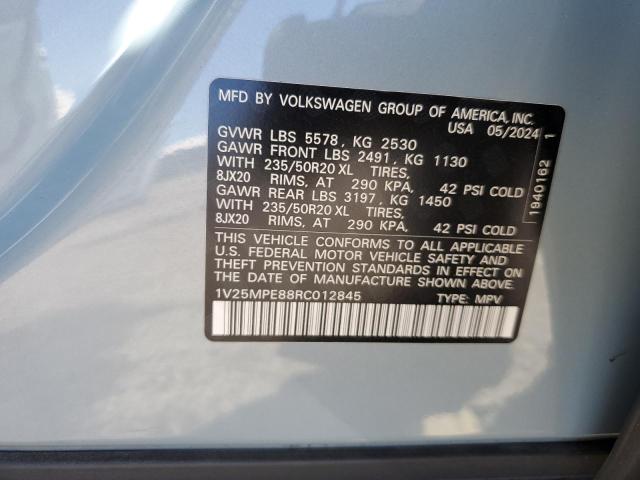 MFD BY VOLKSWAGEN GROUP OF AMERICA, INC.
USA 05/2024
GVWR LBS 5578, KG 2530
GAWR FRONT LBS 2491, KG 1130
WITH 235/50R20 XL TIRES,
8JX20 RIMS, AT 290 KPA, 42 PSI COLD
GAWR REAR LBS 3197, KG 1450
WITH 235/50R20 XL TIRES,
8JX20 RIMS, AT 290 KPA, 42 PSI COLD
THIS VEHICLE CONFORMS TO ALL APPLICABLE
U.S. FEDERAL MOTOR VEHICLE SAFETY AND
THEFT PREVENTION STANDARDS IN EFFECT ON
THE DATE OF MANUFACTURE SHOWN ABOVE.
1V25MPE88RC012845 TYPE: MPV
1940162 1